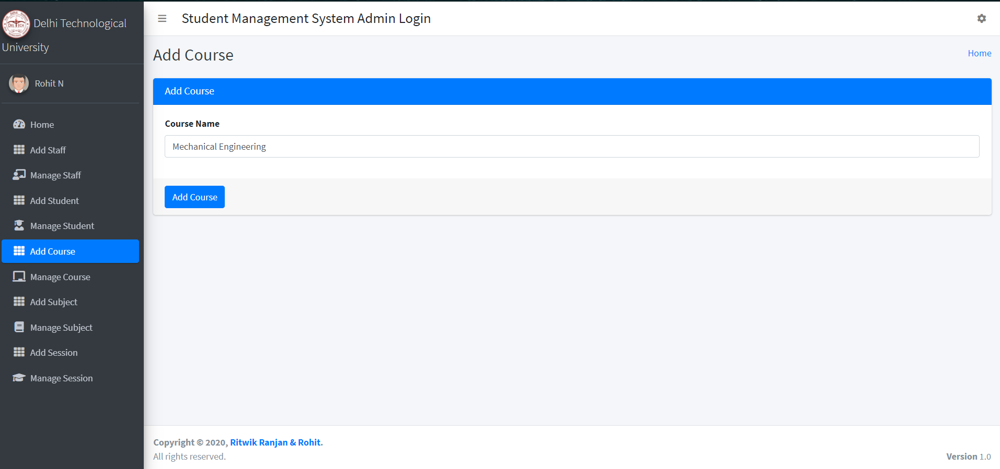 Delhi Technological
University
Rohit N
Home
Add Staff
Manage Staff
Add Student
Manage Student
Add Course
Manage Course
Add Subject
Manage Subject
Add Session
Manage Session
Student Management System Admin Login
Add Course
Home
Add Course
Course Name
Mechanical Engineering
Add Course
Copyright © 2020, Ritwik Ranjan & Rohit.
All rights reserved.
Version 1.0